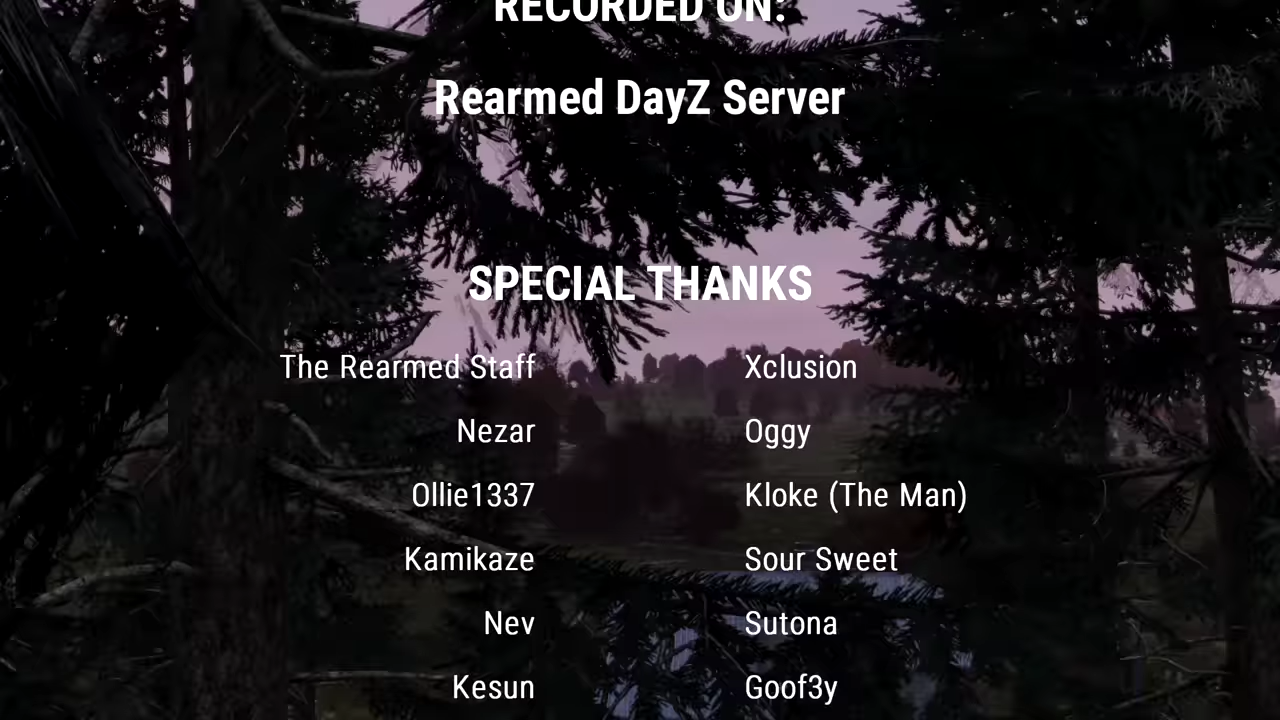 RECORDED ON:
Rearmed DayZ Server
SPECIAL THANKS
The Rearmed Staff Xclusion
Nezar Oggy
Ollie1337 Kloke (The Man)
Kamikaze Sour Sweet
Nev Sutona
Kesun Goof3y